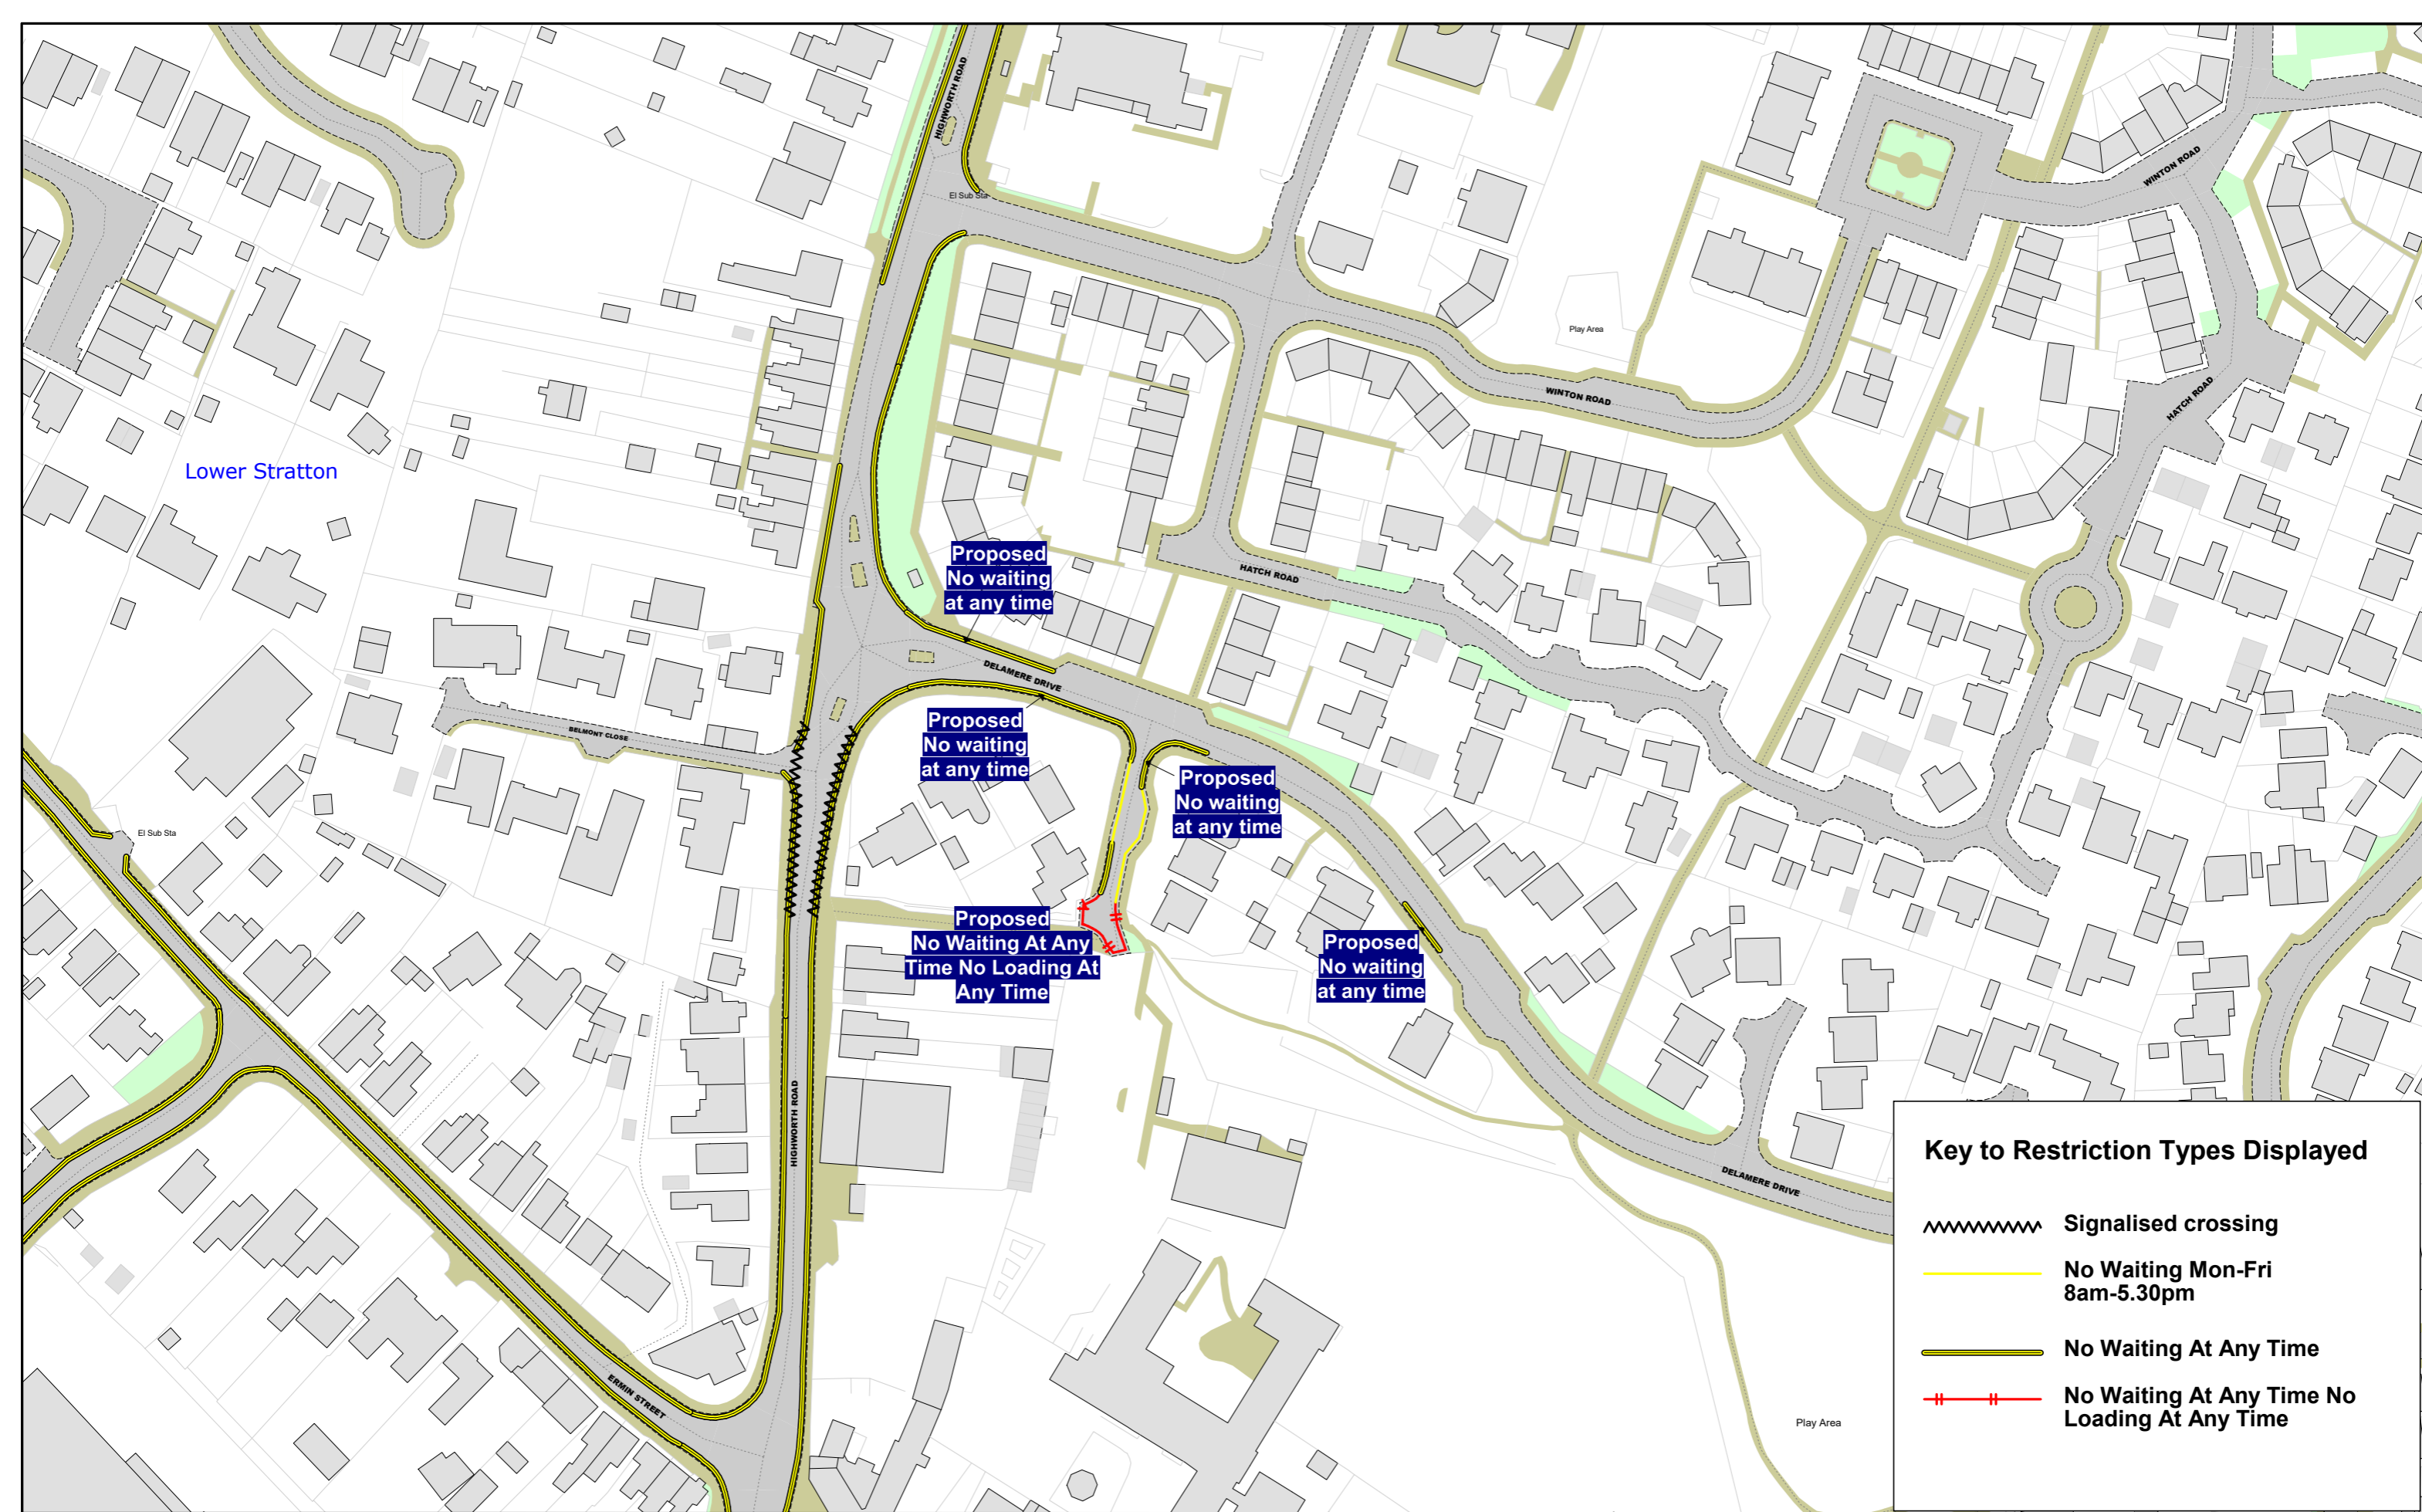 HIGHWORTH ROAD
El Sub Sta
WINTON ROAD
Play Area
WINTON ROAD
HATCH ROAD
Lower Stratton
Proposed
No waiting
at any time
HATCH ROAD
DELAMERE DRIVE
Proposed
No waiting
at any time
BELMONT CLOSE
Proposed
No waiting
at any time
El Sub Sta
Proposed
No Waiting At Any
Time No Loading At
Any Time
Proposed
No waiting
at any time
HIGHWORTH ROAD
DELAMERE DRIVE
ERMIN STREET
Play Area
Key to Restriction Types Displayed
Signalised crossing
No Waiting Mon-Fri
8am-5.30pm
No Waiting At Any Time
No Waiting At Any Time No
Loading At Any Time